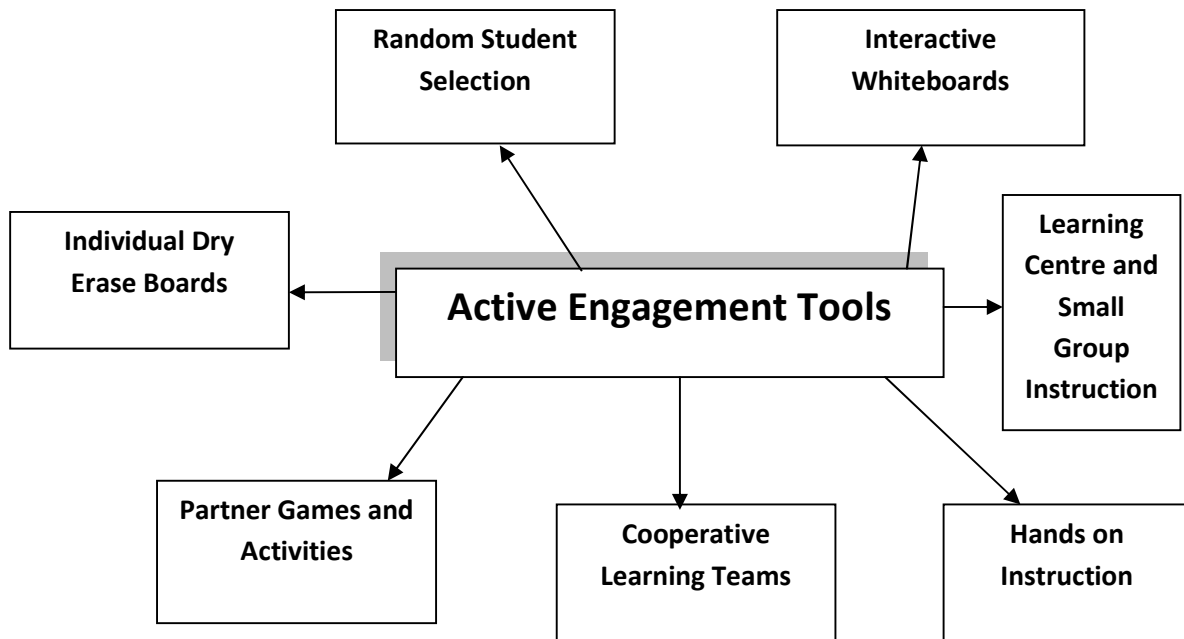 Random Student
Selection
Interactive
Whiteboards
Individual Dry
Erase Boards
Learning
Centre and
Small
Group
Instruction
Active Engagement Tools
Partner Games and
Activities
Cooperative
Learning Teams
Hands on
Instruction